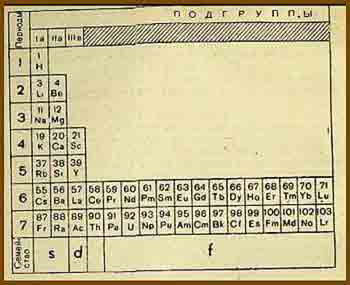 ПОДГРУППЫ
Периоды Ia IIa IIIв
1 1
H
2 3 4
Li Be
3 11 12
Na Mg
4 19 20 21
K Ca Sc
5 37 38 39
Rb Sr Y
6 55 56 57 58 59 60 61 62 63 64 65 66 67 68 69 70 71
Cs Ba La Ce Pr Nd Pm Sm Eu Gd Tb Dy Ho Er Tm Yb Lu
7 87 88 89 90 91 92 93 94 95 96 97 98 99 100 101 102 103
Fr Ra Ac Th Pa U Np Pu Am Cm Bk Cf Es Fm Md No Lr
Семей-
ство s d f